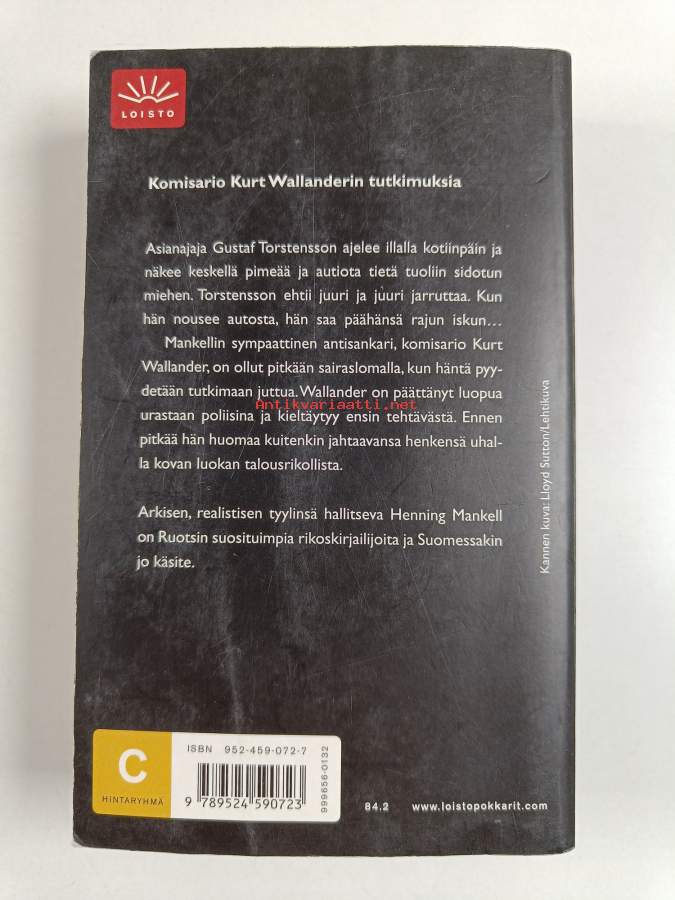 LOISTO
Komisario Kurt Wallanderin tutkimuksia
Asianajaja Gustaf Torstensson ajelee illalla kotiinpäin ja
näkee keskellä pimeää ja autiota tietä tuoliin sidotun
miehen. Torstensson ehtii juuri ja juuri jarruttaa. Kun
hän nousee autosta, hän saa päähänsä rajun iskun...
Mankellin sympaattinen antisankari, komisario Kurt
Wallander, on ollut pitkään sairaslomalla, kun häntä pyy-
detään tutkimaan juttua. Wallander on päättänyt luopua
Antikvariaatti.net
urastaan poliisina ja kieltäytyy ensin tehtävästä. Ennen
pitkää hän huomaa kuitenkin jahtaavansa henkensä uhal-
la kovan luokan talousrikollista.
Arkisen, realistisen tyylinsä hallitseva Henning Mankell
on Ruotsin suosituimpia rikoskirjailijoita ja Suomessakin
jo käsite.
Kannen kuva: Lloyd Sutton/Lehtikuva
C
HINTARYHMÄ
ISBN 952-459-072-7
9 789524 590723
999656-0132
84.2 www.loistopokkarit.com